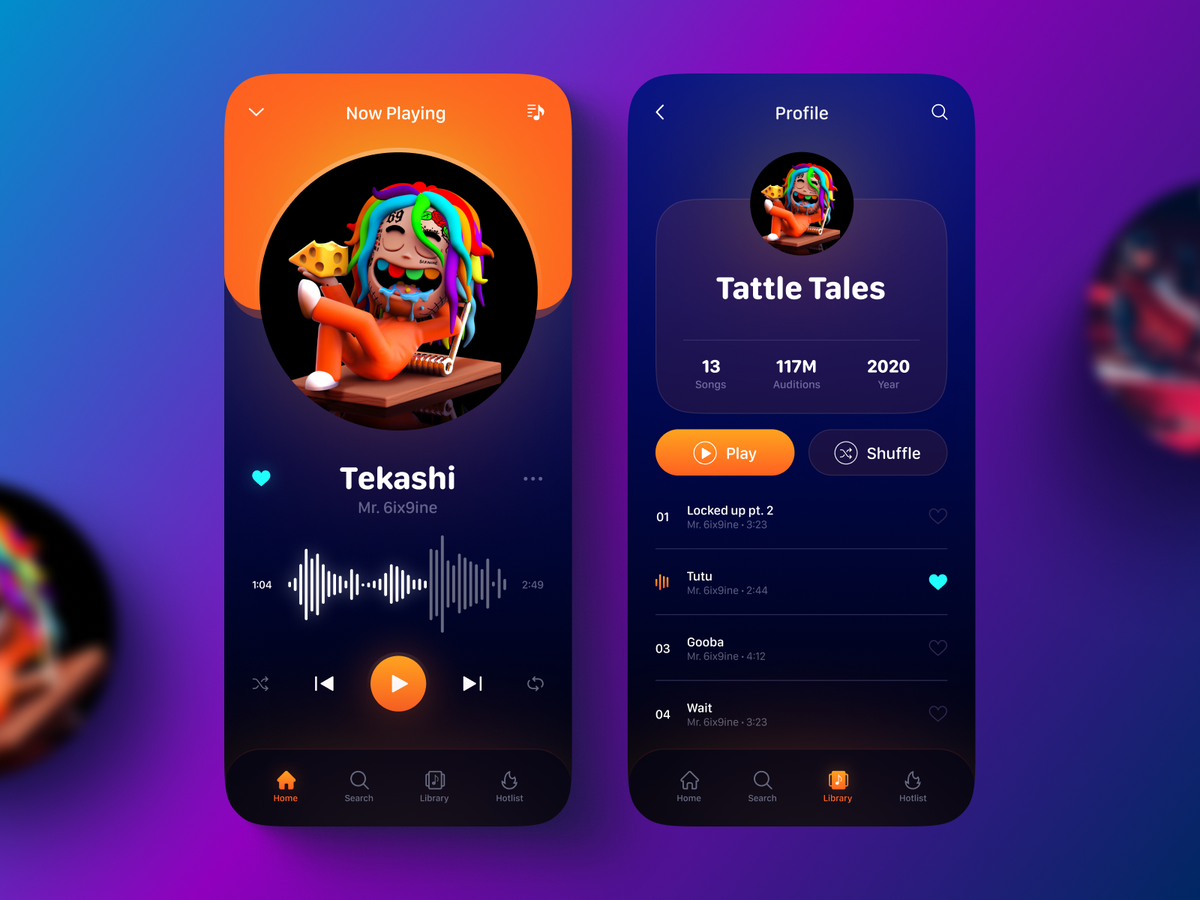 Now Playing
69
Tekashi
Mr. 6ix9ine
1:04
2:49
Home
Search
Library
Hotlist
Profile
Tattle Tales
13
117M
2020
Songs
Auditions
Year
Play
Shuffle
01
Locked up pt. 2
Mr. 6ix9ine • 3:23
Tutu
Mr. 6ix9ine • 2:44
03
Gooba
Mr. 6ix9ine • 4:12
04
Wait
Mr. 6ix9ine • 3:23
Home
Search
Library
Hotlist